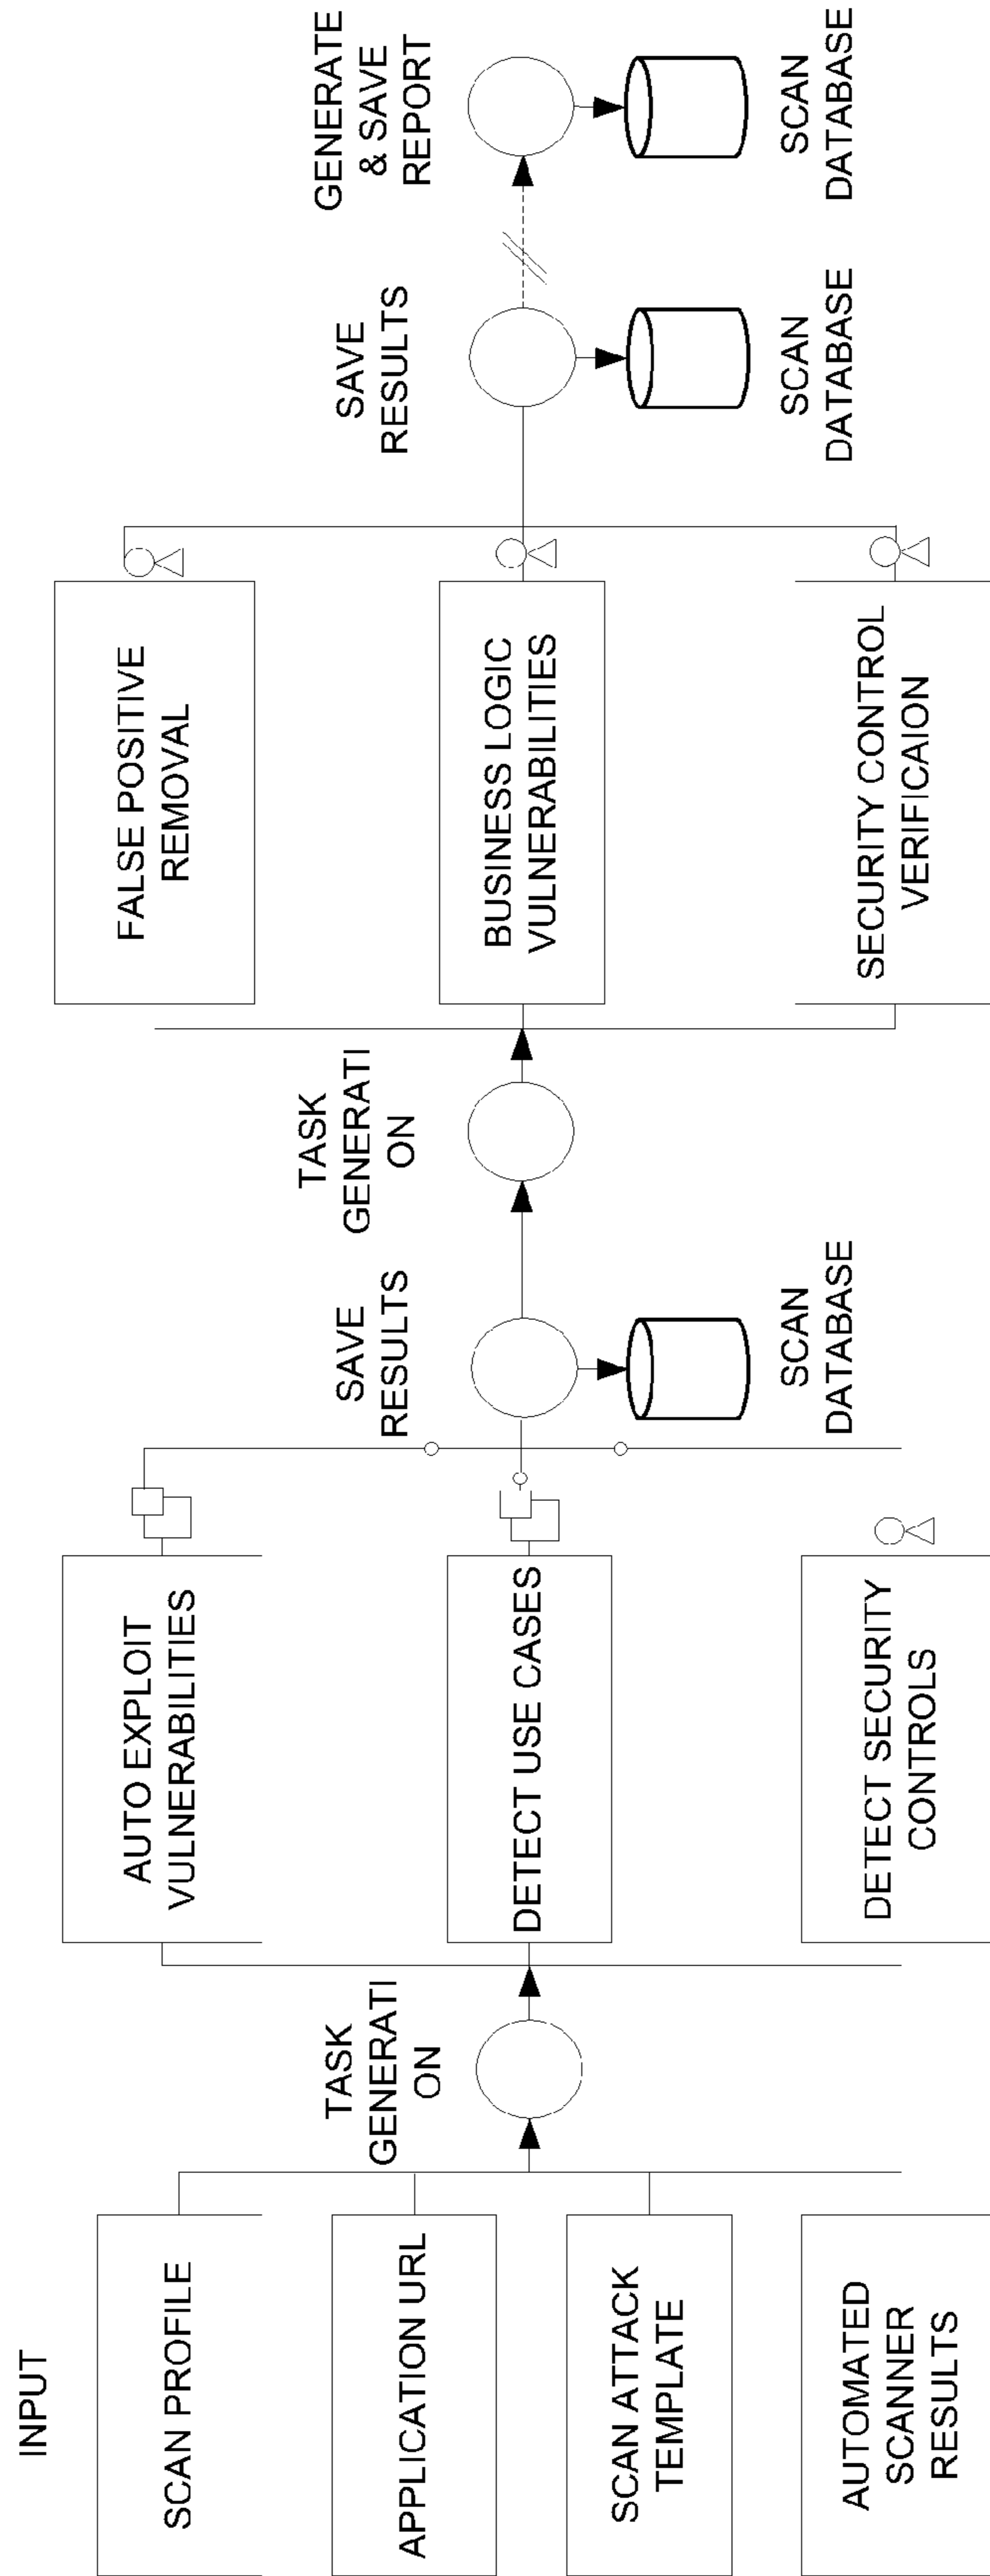 INPUT
SCAN PROFILE
APPLICATION URL
SCAN ATTACK
TEMPLATE
AUTOMATED
SCANNER
RESULTS
TASK
GENERATI
ON
AUTO EXPLOIT
VULNERABILITIES
DETECT USE CASES
DETECT SECURITY
CONTROLS
SAVE
RESULTS
SCAN
DATABASE
TASK
GENERATI
ON
FALSE POSITIVE
REMOVAL
BUSINESS LOGIC
VULNERABILITIES
SECURITY CONTROL
VERIFICAION
SAVE
RESULTS
SCAN
DATABASE
GENERATE
& SAVE
REPORT
SCAN
DATABASE